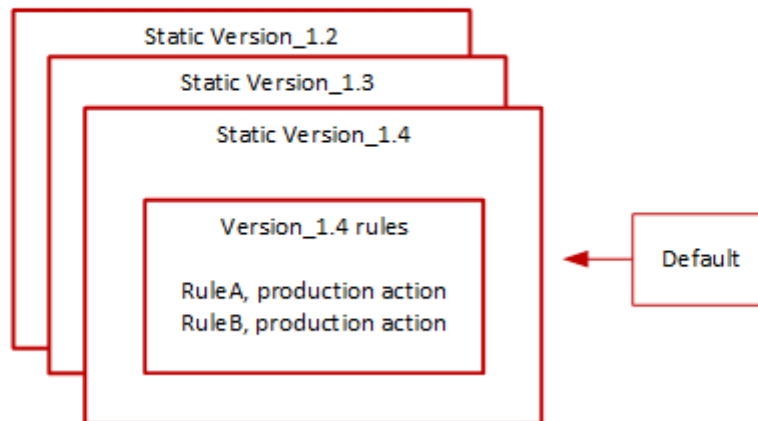 Static Version_1.2
Static Version_1.3
Static Version_1.4
Version_1.4 rules
RuleA, production action
RuleB, production action
Default